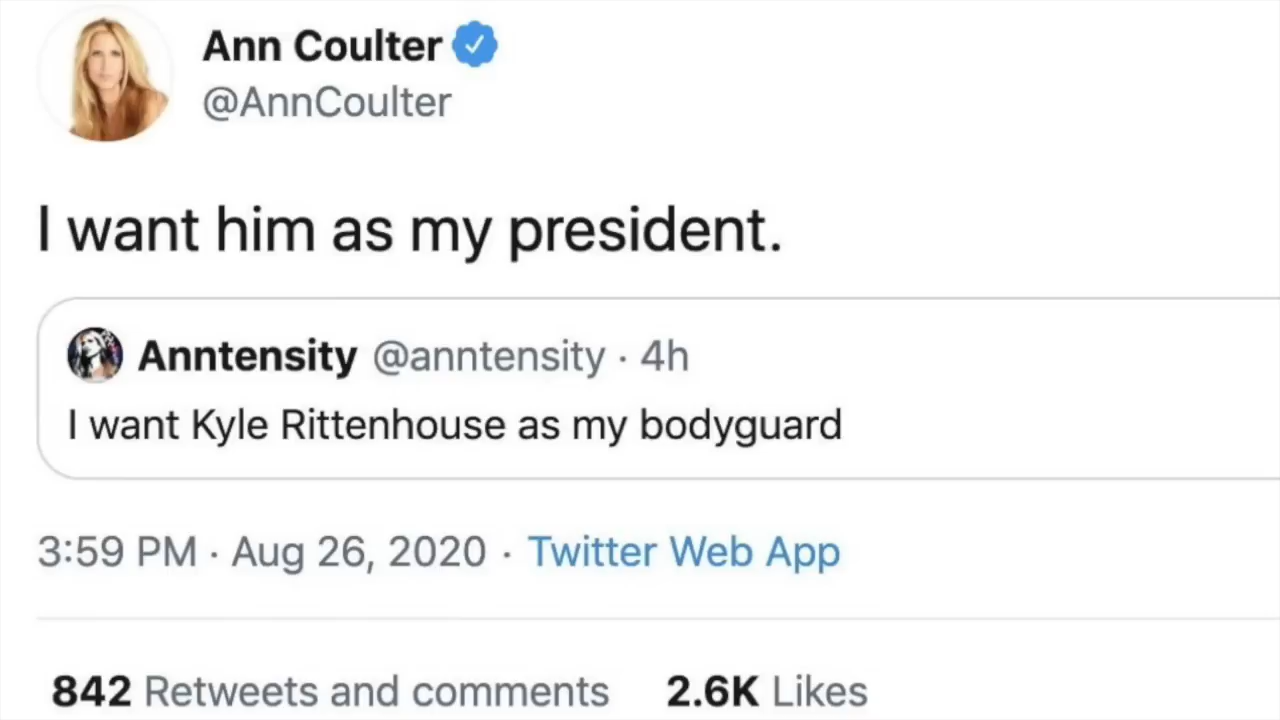 Ann Coulter
@AnnCoulter
I want him as my president.
Anntensity @anntensity · 4h
I want Kyle Rittenhouse as my bodyguard
3:59 PM · Aug 26, 2020 · Twitter Web App
842 Retweets and comments 2.6K Likes